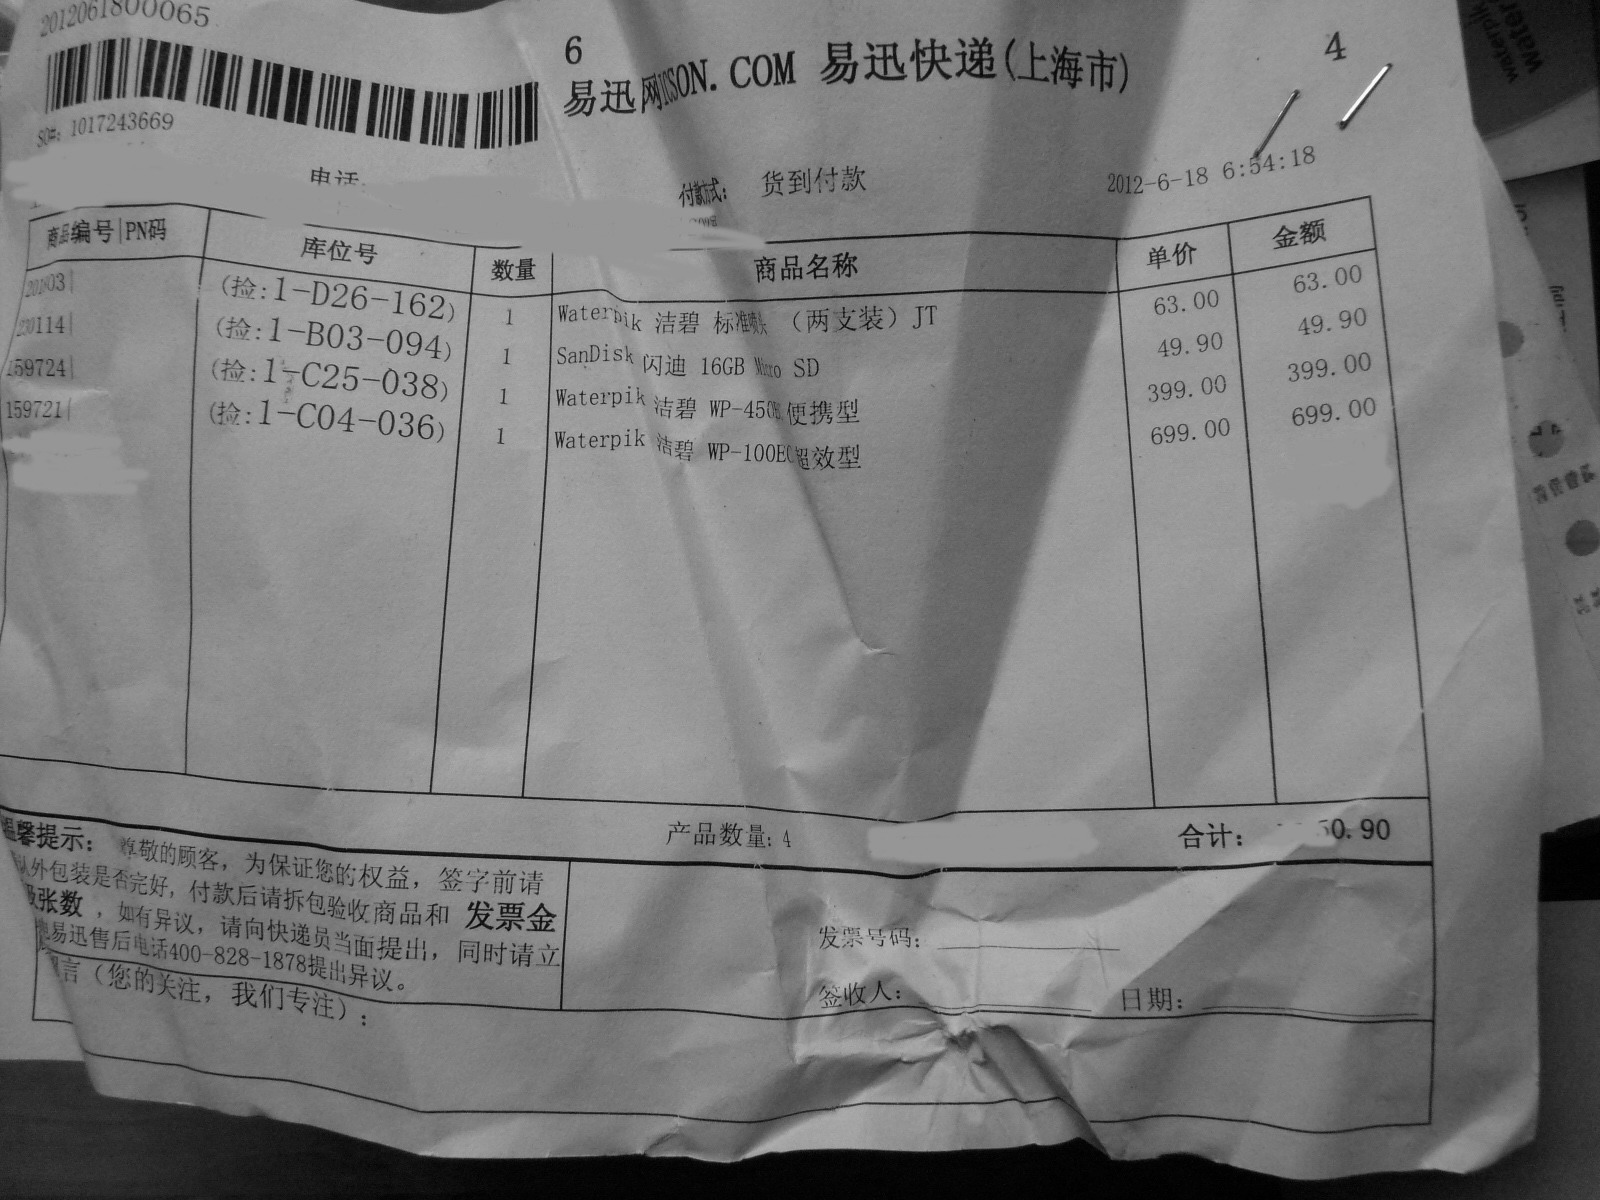 2012061800065
6
4
易迅网ICSON.COM 易迅快递(上海市)
SO#: 1017243669
电话:
付款方式: 货到付款
2012-6-18 6:54:18
商品编号|PN码 库位号 数量 商品名称 单价 金额
(捡:1-D26-162) 1 Waterpik 洁碧 标准喷头 (两支装) JT 63.00 63.00
(捡:1-B03-094) 1 SanDisk 闪迪 16GB Micro SD 49.90 49.90
159724| (捡:1-C25-038) 1 Waterpik 洁碧 便携型 399.00 399.00
159721| (捡:1-C04-036) 1 Waterpik 洁碧 WP-100EC超效型 699.00 699.00
产品数量: 4 合计: 50.90
温馨提示: 尊敬的顾客, 为保证您的权益, 签字前请
认外包装是否完好, 付款后请拆包验收商品和 发票金
张数, 如有异议, 请向快递员当面提出, 同时请立
易迅售后电话400-828-1878提出异议。
言 (您的关注, 我们专注):
发票号码:
签收人: 日期:
waterpik